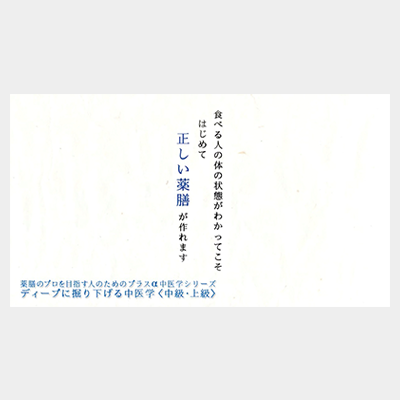 食べる人の体の状態がわかってこそ
はじめて
正しい薬膳が作れます
薬膳のプロを目指す人のためのプラスα中医学シリーズ
ディープに掘り下げる中医学〈中級・上級〉